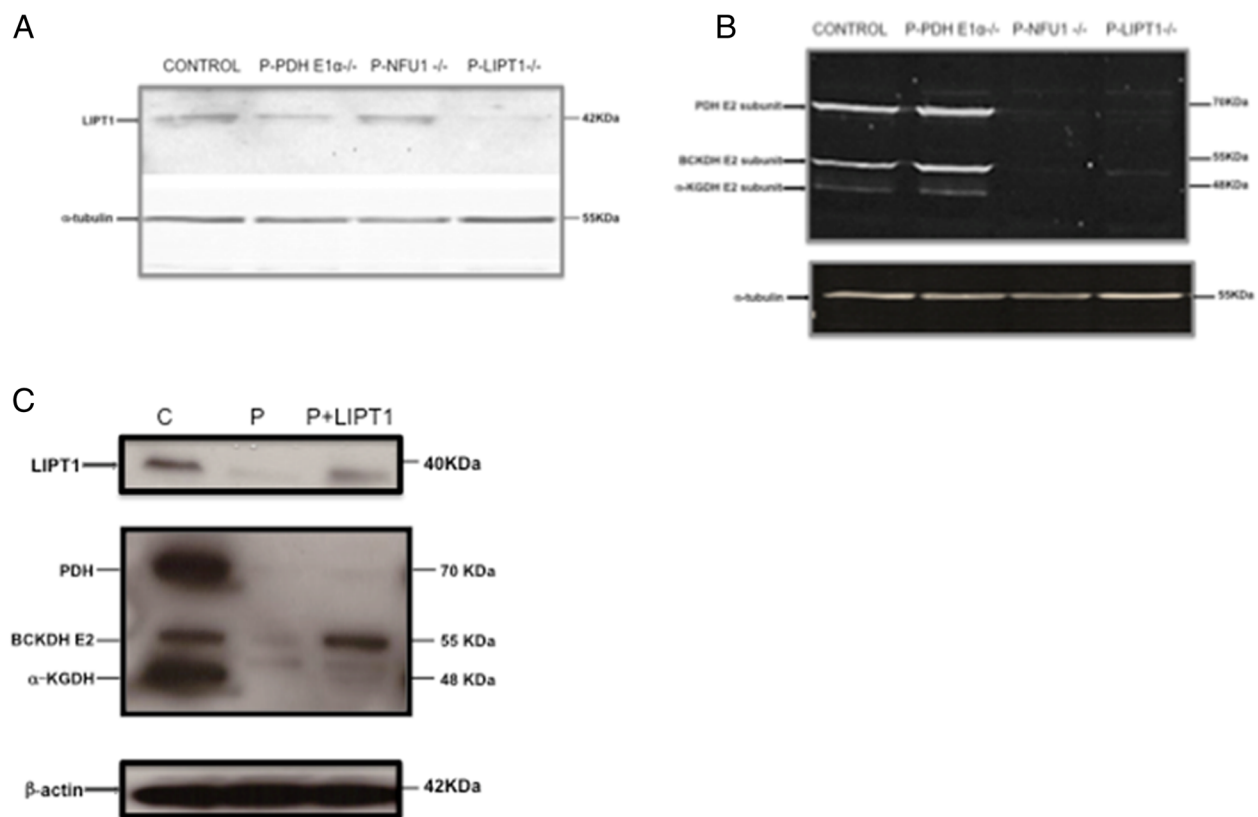 A
CONTROL P-PDH E1α-/- P-NFU1 -/- P-LIPT1-/-
LIPT1 42KDa
α-tubulin 55KDa
B
CONTROL P-PDH E1α-/- P-NFU1 -/- P-LIPT1-/-
PDH E2 subunit 70KDa
BCKDH E2 subunit 55KDa
α-KGDH E2 subunit 48KDa
α-tubulin 55KDa
C
C P P+LIPT1
LIPT1 40KDa
PDH 70 KDa
BCKDH E2 55 KDa
α-KGDH 48 KDa
β-actin 42KDa